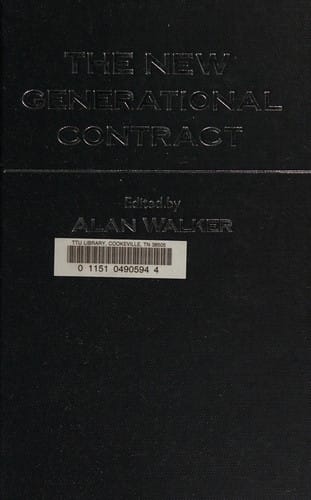 THE NEW
GENERATIONAL
CONTRACT
Edited by
ALAN WALKER
TTU LIBRARY, COOKEVILLE, TN 38505
0 1151 0490594 4